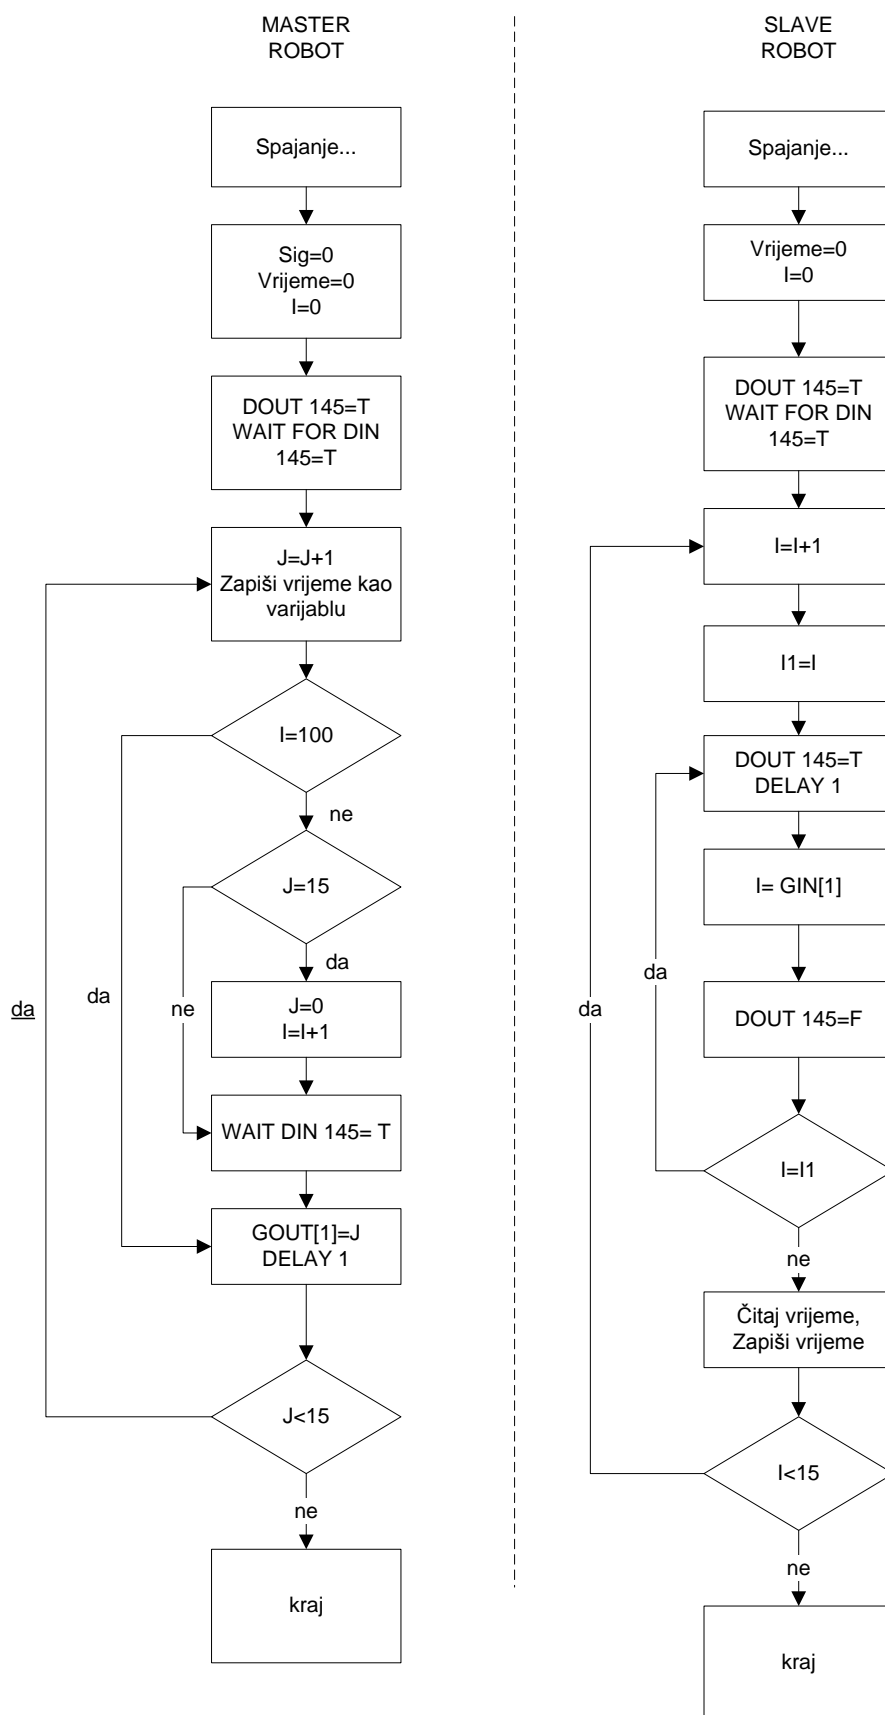 MASTER
ROBOT
Spajanje...
Sig=0
Vrijeme=0
I=0
DOUT 145=T
WAIT FOR DIN
145=T
J=J+1
Zapiši vrijeme kao
varijablu
I=100
ne
J=15
da
J=0
I=I+1
WAIT DIN 145= T
GOUT[1]=J
DELAY 1
J<15
ne
kraj
da
da
ne
SLAVE
ROBOT
Spajanje...
Vrijeme=0
I=0
DOUT 145=T
WAIT FOR DIN
145=T
I=I+1
I1=I
DOUT 145=T
DELAY 1
I= GIN[1]
DOUT 145=F
I=I1
ne
Čitaj vrijeme,
Zapiši vrijeme
I<15
ne
kraj
da
da